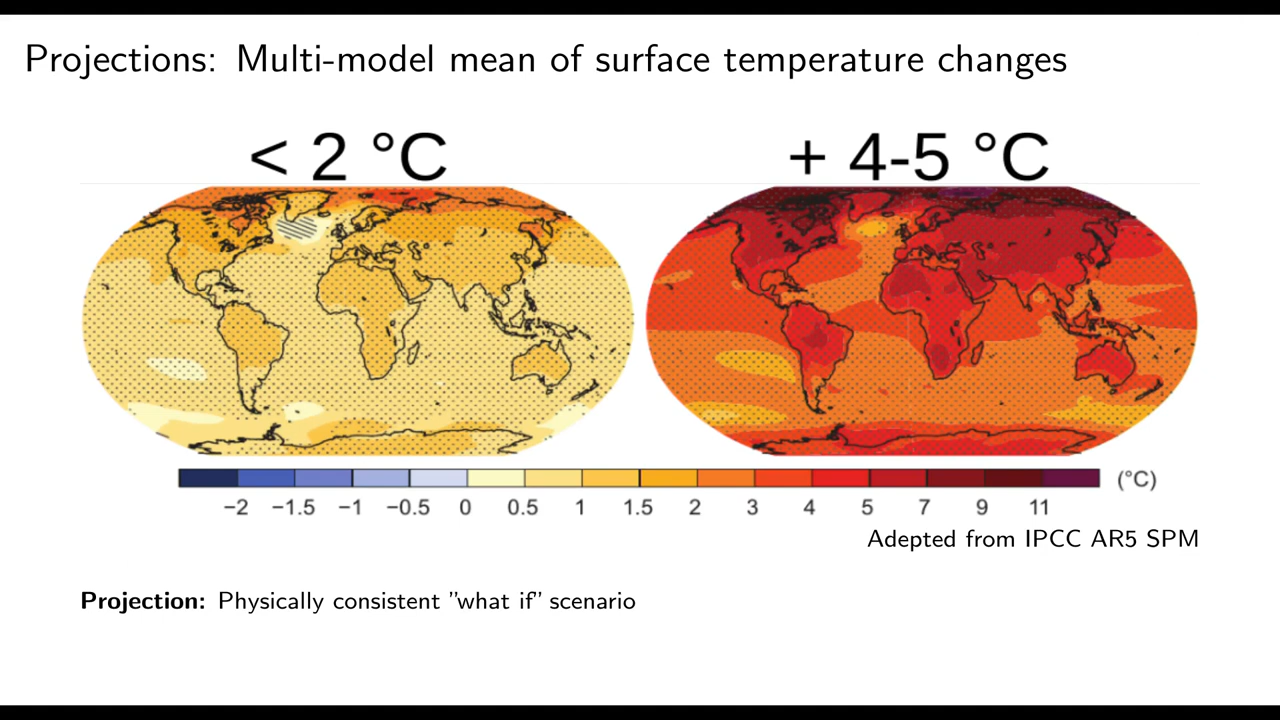 Projections: Multi-model mean of surface temperature changes
< 2 °C
+ 4-5 °C
−2 −1.5 −1 −0.5 0 0.5 1 1.5 2 3 4 5 7 9 11 (°C)
Adepted from IPCC AR5 SPM
Projection: Physically consistent ”what if” scenario